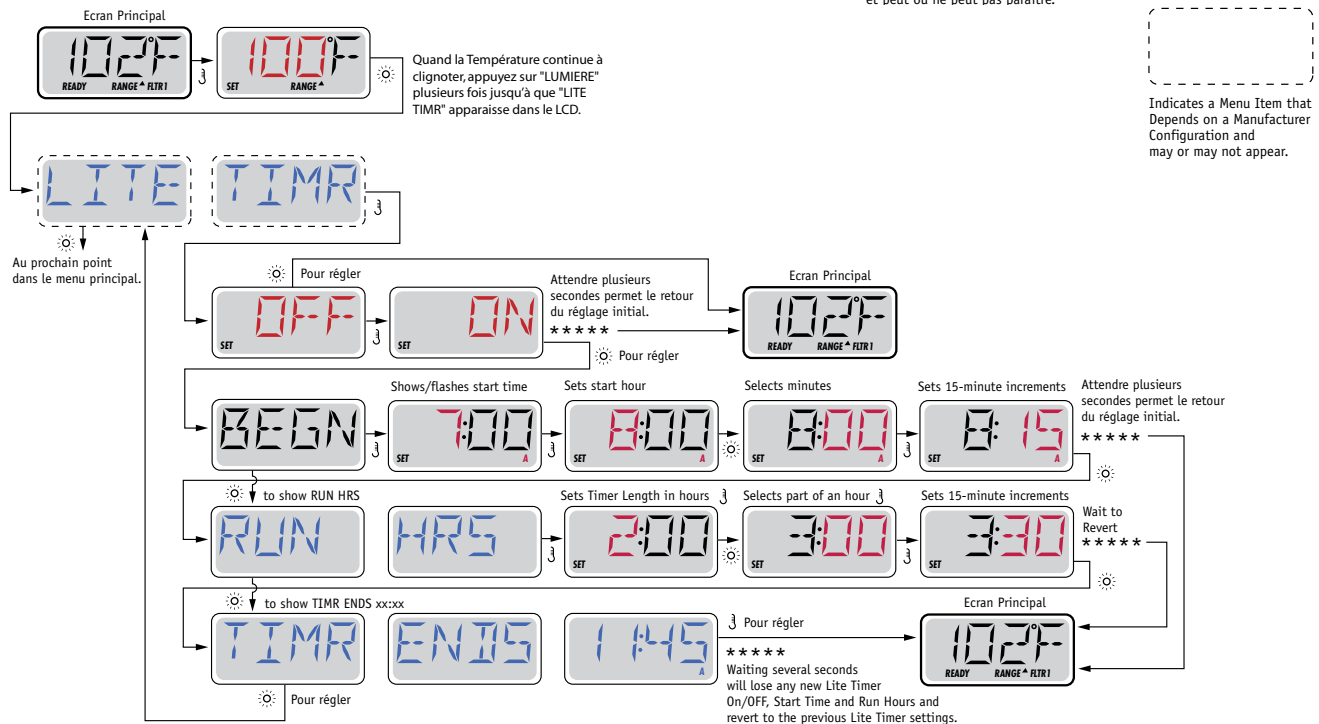 et peut ou ne peut pas paraître.
Ecran Principal
102°F
READY RANGE FLTR1
100°F
SET RANGE
Quand la Température continue à
clignoter, appuyez sur "LUMIERE"
plusieurs fois jusqu'à que "LITE
TIMR" apparaisse dans le LCD.
Indicates a Menu Item that
Depends on a Manufacturer
Configuration and
may or may not appear.
LITE TIMR
Au prochain point
dans le menu principal.
Pour régler
OFF
SET
ON
SET
Attendre plusieurs
secondes permet le retour
du réglage initial.
*****
Pour régler
Ecran Principal
102°F
READY RANGE FLTR1
BEGN
Shows/flashes start time
7:00
SET A
Sets start hour
8:00
SET A
Selects minutes
8:00
SET A
Sets 15-minute increments
8:15
SET A
Attendre plusieurs
secondes permet le retour
du réglage initial.
*****
to show RUN HRS
RUN HRS
Sets Timer Length in hours
2:00
SET
Selects part of an hour
3:00
SET
Sets 15-minute increments
3:30
SET
Wait to
Revert
*****
to show TIMR ENDS xx:xx
TIMR ENDS 11:45
A
Pour régler
Pour régler
*****
Waiting several seconds
will lose any new Lite Timer
On/OFF, Start Time and Run Hours and
revert to the previous Lite Timer settings.
Ecran Principal
102°F
READY RANGE FLTR1